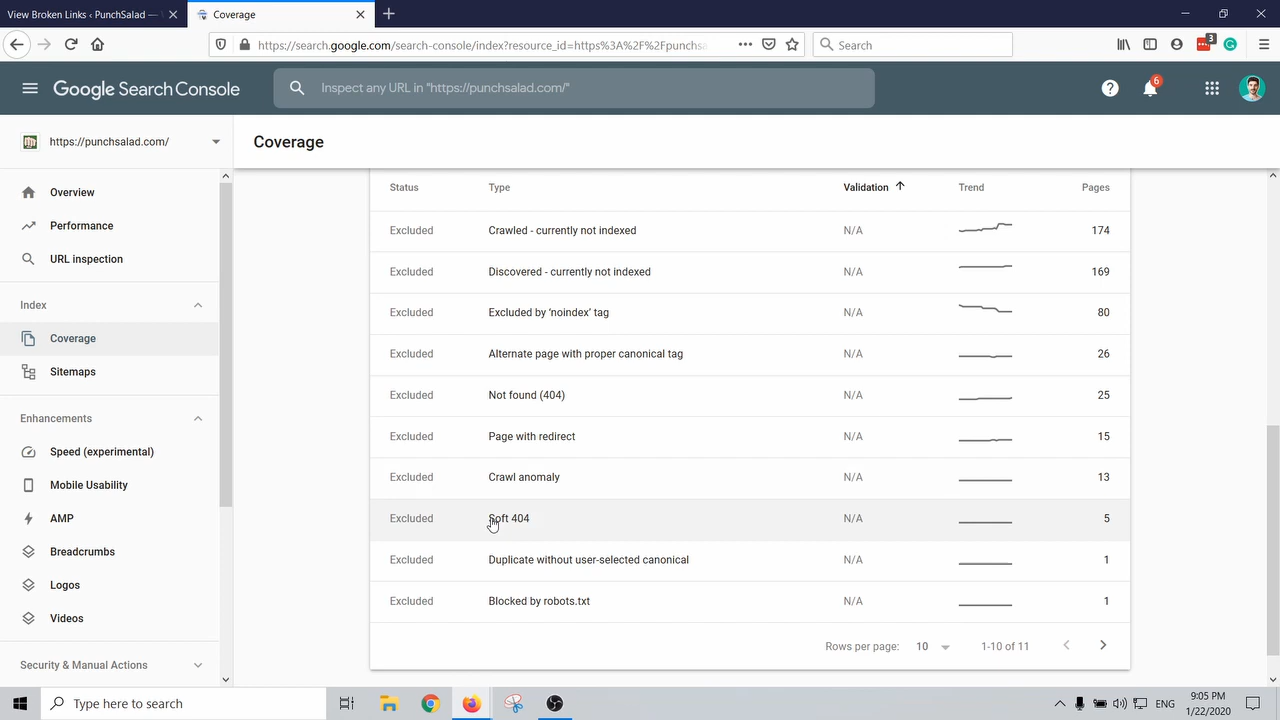 View Broken Links ‹ PunchSalad —
Coverage
https://search.google.com/search-console/index?resource_id=https%3A%2F%2Fpunchsa
Search
3
Google Search Console
Inspect any URL in "https://punchsalad.com/"
6
https://punchsalad.com/
Coverage
Overview
Performance
URL inspection
Index
Coverage
Sitemaps
Enhancements
Speed (experimental)
Mobile Usability
AMP
Breadcrumbs
Logos
Videos
Security & Manual Actions
Status Type Validation Trend Pages
Excluded Crawled - currently not indexed N/A 174
Excluded Discovered - currently not indexed N/A 169
Excluded Excluded by ‘noindex’ tag N/A 80
Excluded Alternate page with proper canonical tag N/A 26
Excluded Not found (404) N/A 25
Excluded Page with redirect N/A 15
Excluded Crawl anomaly N/A 13
Excluded Soft 404 N/A 5
Excluded Duplicate without user-selected canonical N/A 1
Excluded Blocked by robots.txt N/A 1
Rows per page: 10 1-10 of 11
Type here to search
ENG
9:05 PM
1/22/2020